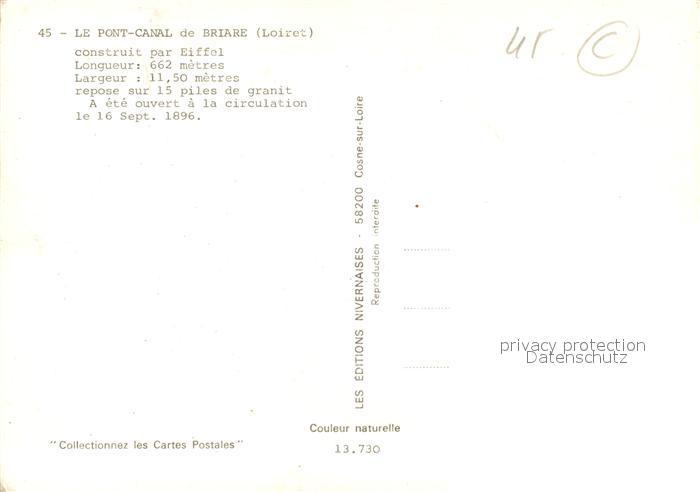 45 - LE PONT-CANAL de BRIARE (Loiret)
construit par Eiffel
Longueur: 662 mètres
Largeur : 11,50 mètres
repose sur 15 piles de granit
A été ouvert à la circulation
le 16 Sept. 1896.
LES EDITIONS NIVERNAISES - 58200 Cosne-sur-Loire
Reproduction interdite
privacy protection
Datenschutz
Couleur naturelle
13.730
"Collectionnez les Cartes Postales"